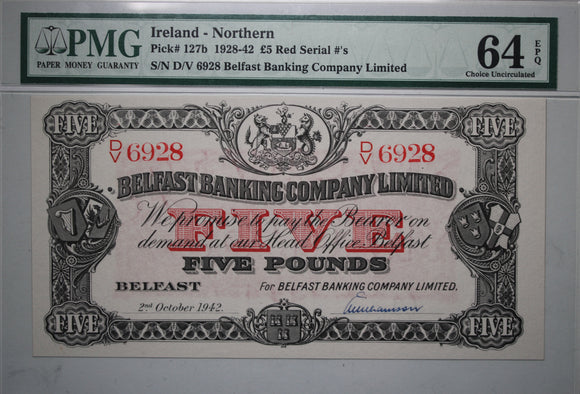 PMG
PAPER MONEY GUARANTY
Ireland - Northern
Pick# 127b 1928-42 £5 Red Serial #'s
S/N D/V 6928 Belfast Banking Company Limited
64 EPQ
Choice Uncirculated
FIVE FIVE
D/V 6928 D/V 6928
BELFAST BANKING COMPANY LIMITED
We promise to pay the Bearer on
FIVE
demand at our Head Office Belfast
FIVE POUNDS
BELFAST For BELFAST BANKING COMPANY LIMITED.
2nd October 1942.
FIVE FIVE